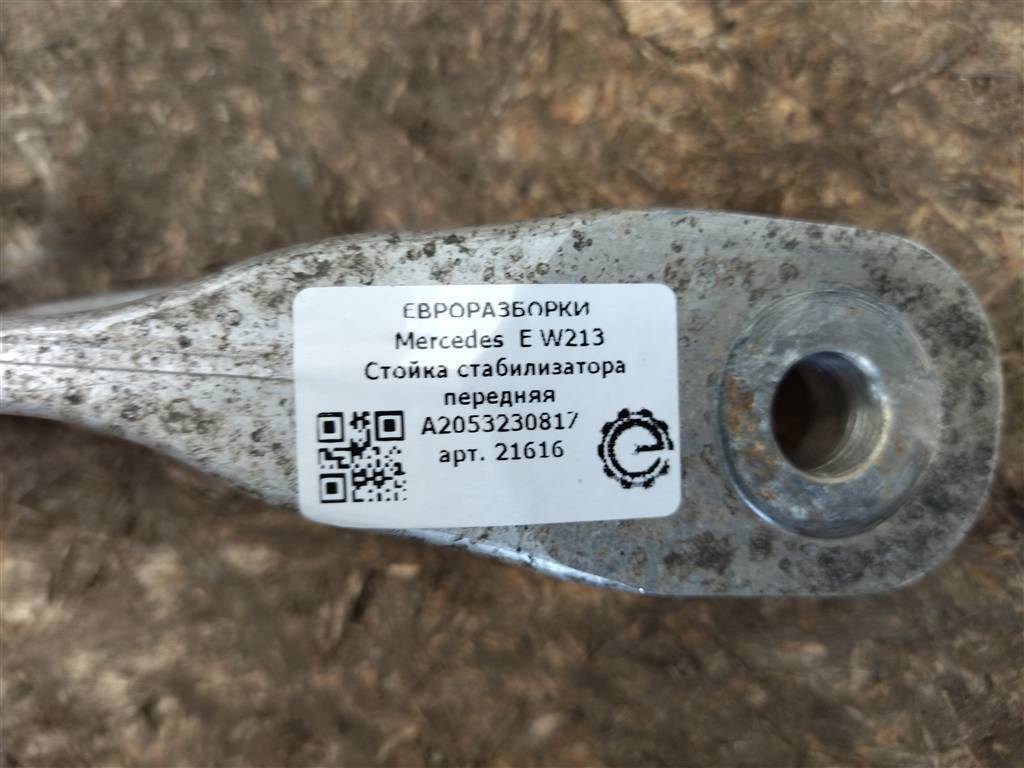 ЕВРОРАЗБОРКИ
Mercedes E W213
Стойка стабилизатора
передняя
A2053230817
арт. 21616